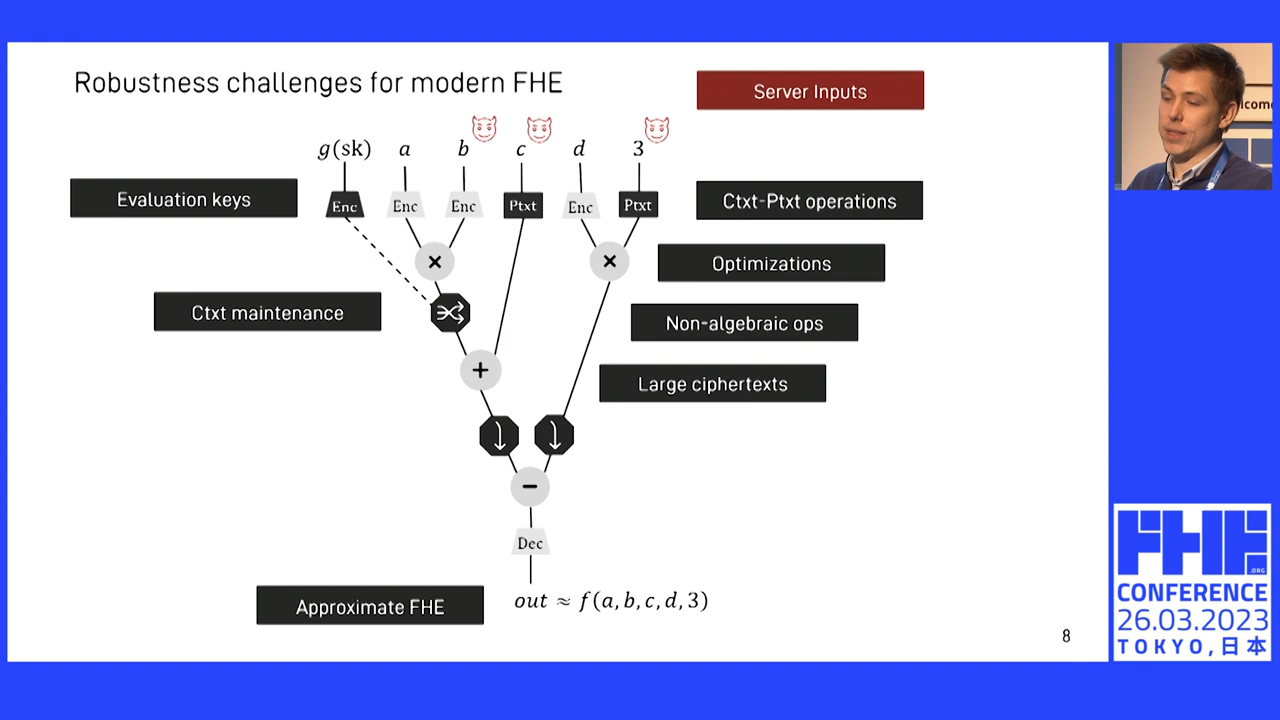 Robustness challenges for modern FHE
Server Inputs
g(sk) a b c d 3
Evaluation keys
Enc Enc Enc Ptxt Enc Ptxt
Ctxt-Ptxt operations
× ×
Optimizations
Ctxt maintenance
Non-algebraic ops
+
Large ciphertexts
−
Dec
Approximate FHE
out ≈ f(a, b, c, d, 3)
8
lcome
FHE
.ORG
CONFERENCE
26.03.2023
TOKYO, 日本